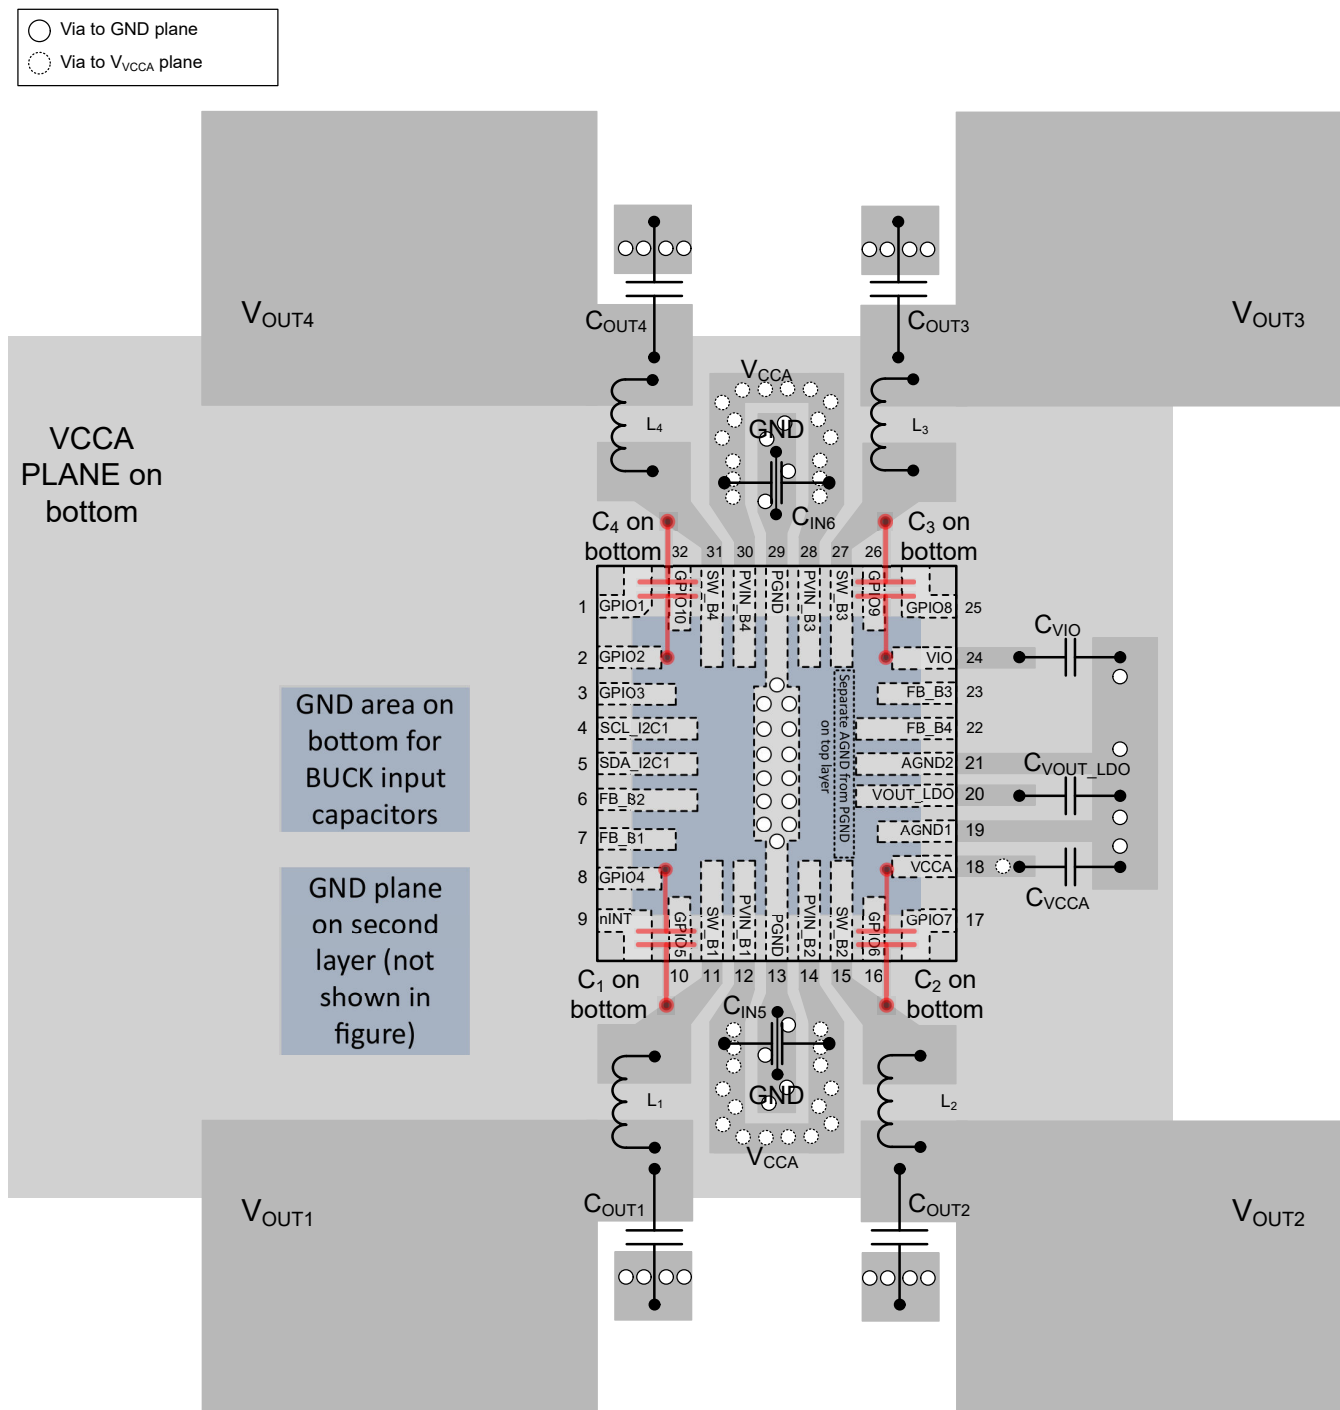 Via to GND plane
Via to VVCCA plane
VOUT4
COUT4
COUT3
VOUT3
VCCA
L4
GND
L3
VCCA
PLANE on
bottom
CIN6
C4 on
bottom
C3 on
bottom
32 31 30 29 28 27 26
GPIO10
SW_B4
PVIN_B4
PGND
PVIN_B3
SW_B3
GPIO9
1 GPIO1
GPIO8 25
2 GPIO2
VIO 24
CVIO
3 GPIO3
FB_B3 23
4 SCL_I2C1
FB_B4 22
5 SDA_I2C1
AGND2 21
CVOUT_LDO
6 FB_B2
VOUT_LDO 20
7 FB_B1
AGND1 19
8 GPIO4
VCCA 18
CVCCA
9 nINT
GPIO7 17
Separate AGND from PGND
on top layer
GND area on
bottom for
BUCK input
capacitors
GND plane
on second
layer (not
shown in
figure)
GPIO5
SW_B1
PVIN_B1
PGND
PVIN_B2
SW_B2
GPIO6
10 11 12 13 14 15 16
C1 on
bottom
C2 on
bottom
CIN5
L1
GND
L2
VCCA
VOUT1
COUT1
COUT2
VOUT2